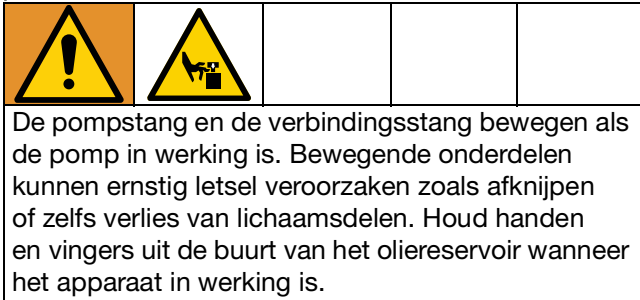 De pompstang en de verbindingsstang bewegen als
de pomp in werking is. Bewegende onderdelen
kunnen ernstig letsel veroorzaken zoals afknijpen
of zelfs verlies van lichaamsdelen. Houd handen
en vingers uit de buurt van het oliereservoir wanneer
het apparaat in werking is.